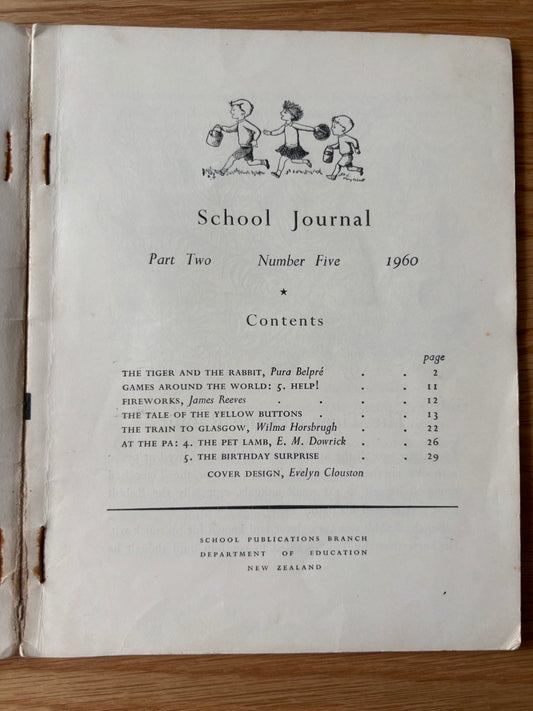 School Journal
Part Two Number Five 1960
★
Contents
page
THE TIGER AND THE RABBIT, Pura Belpré . . 2
GAMES AROUND THE WORLD: 5. HELP! . . 11
FIREWORKS, James Reeves . . . . 12
THE TALE OF THE YELLOW BUTTONS . . . 13
THE TRAIN TO GLASGOW, Wilma Horsbrugh . . 22
AT THE PA: 4. THE PET LAMB, E. M. Dowrick . . 26
5. THE BIRTHDAY SURPRISE . . 29
COVER DESIGN, Evelyn Clouston
SCHOOL PUBLICATIONS BRANCH
DEPARTMENT OF EDUCATION
NEW ZEALAND